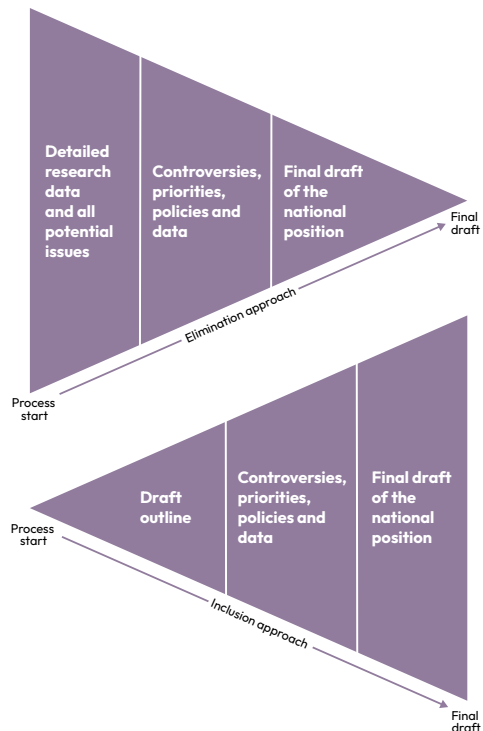 Detailed
research
data
and all
potential
issues
Controversies,
priorities,
policies and
data
Final draft
of the
national
position
Final
draft
Elimination approach
Process
start
Draft
outline
Controversies,
priorities,
policies and
data
Final draft
of the
national
position
Process
start
Inclusion approach
Final
draft